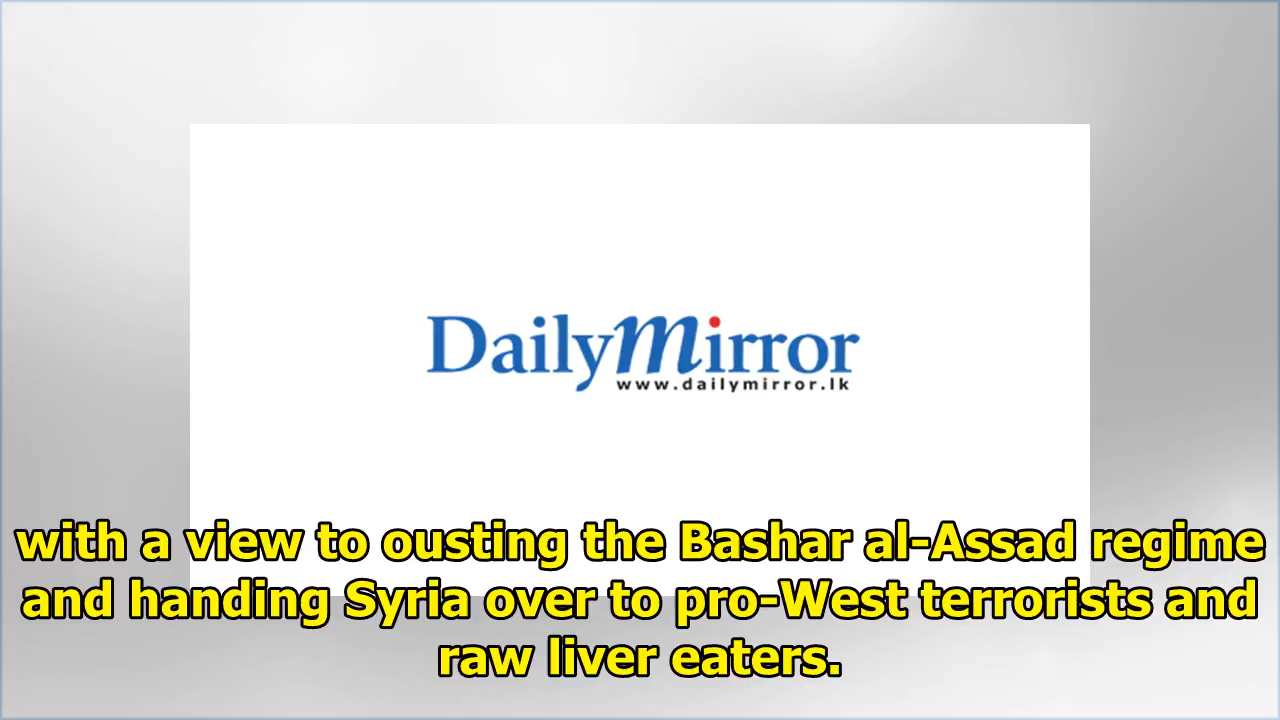 DailyMirror
www.dailymirror.lk
with a view to ousting the Bashar al-Assad regime
and handing Syria over to pro-West terrorists and
raw liver eaters.